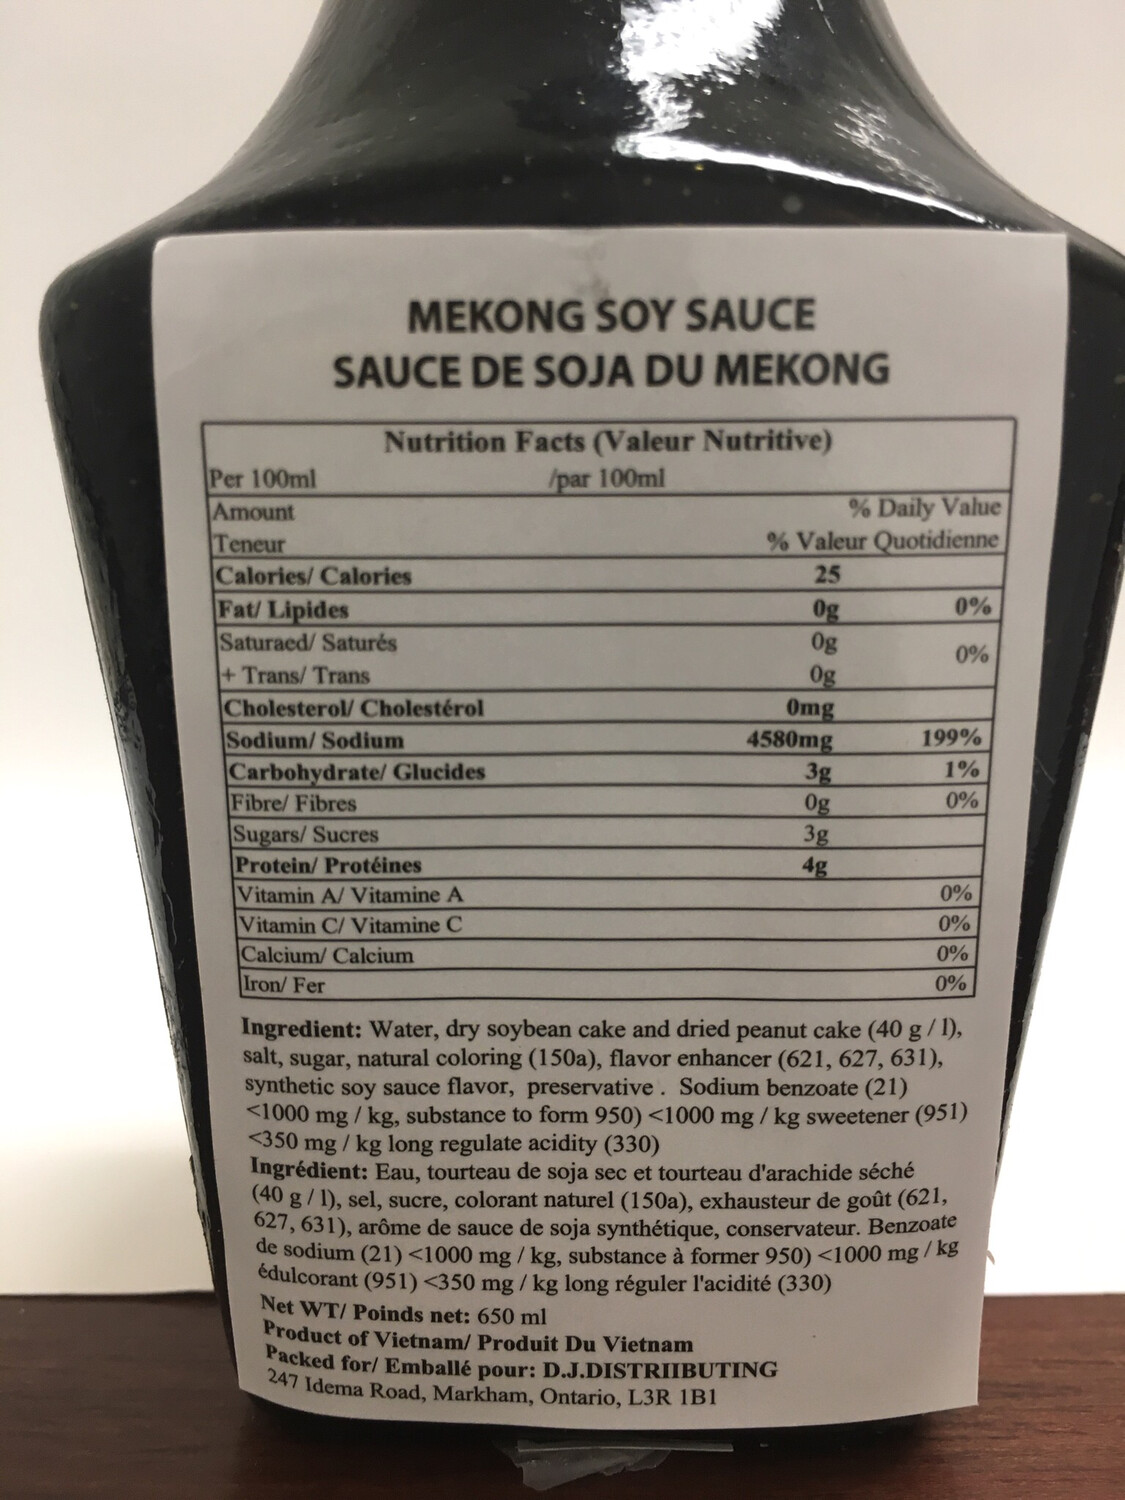 MEKONG SOY SAUCE
SAUCE DE SOJA DU MEKONG
Nutrition Facts (Valeur Nutritive)
Per 100ml /par 100ml
Amount % Daily Value
Teneur % Valeur Quotidienne
Calories/ Calories 25
Fat/ Lipides 0g 0%
Saturaed/ Saturés 0g
0%
+ Trans/ Trans 0g
Cholesterol/ Cholestérol 0mg
Sodium/ Sodium 4580mg 199%
Carbohydrate/ Glucides 3g 1%
Fibre/ Fibres 0g 0%
Sugars/ Sucres 3g
Protein/ Protéines 4g
Vitamin A/ Vitamine A 0%
Vitamin C/ Vitamine C 0%
Calcium/ Calcium 0%
Iron/ Fer 0%
Ingredient: Water, dry soybean cake and dried peanut cake (40 g / l),
salt, sugar, natural coloring (150a), flavor enhancer (621, 627, 631),
synthetic soy sauce flavor, preservative . Sodium benzoate (21)
<1000 mg / kg, substance to form 950) <1000 mg / kg sweetener (951)
<350 mg / kg long regulate acidity (330)
Ingrédient: Eau, tourteau de soja sec et tourteau d'arachide séché
(40 g / l), sel, sucre, colorant naturel (150a), exhausteur de goût (621,
627, 631), arôme de sauce de soja synthétique, conservateur. Benzoate
de sodium (21) <1000 mg / kg, substance à former 950) <1000 mg / kg
édulcorant (951) <350 mg / kg long réguler l'acidité (330)
Net WT/ Poinds net: 650 ml
Product of Vietnam/ Produit Du Vietnam
Packed for/ Emballé pour: D.J.DISTRIIBUTING
247 Idema Road, Markham, Ontario, L3R 1B1